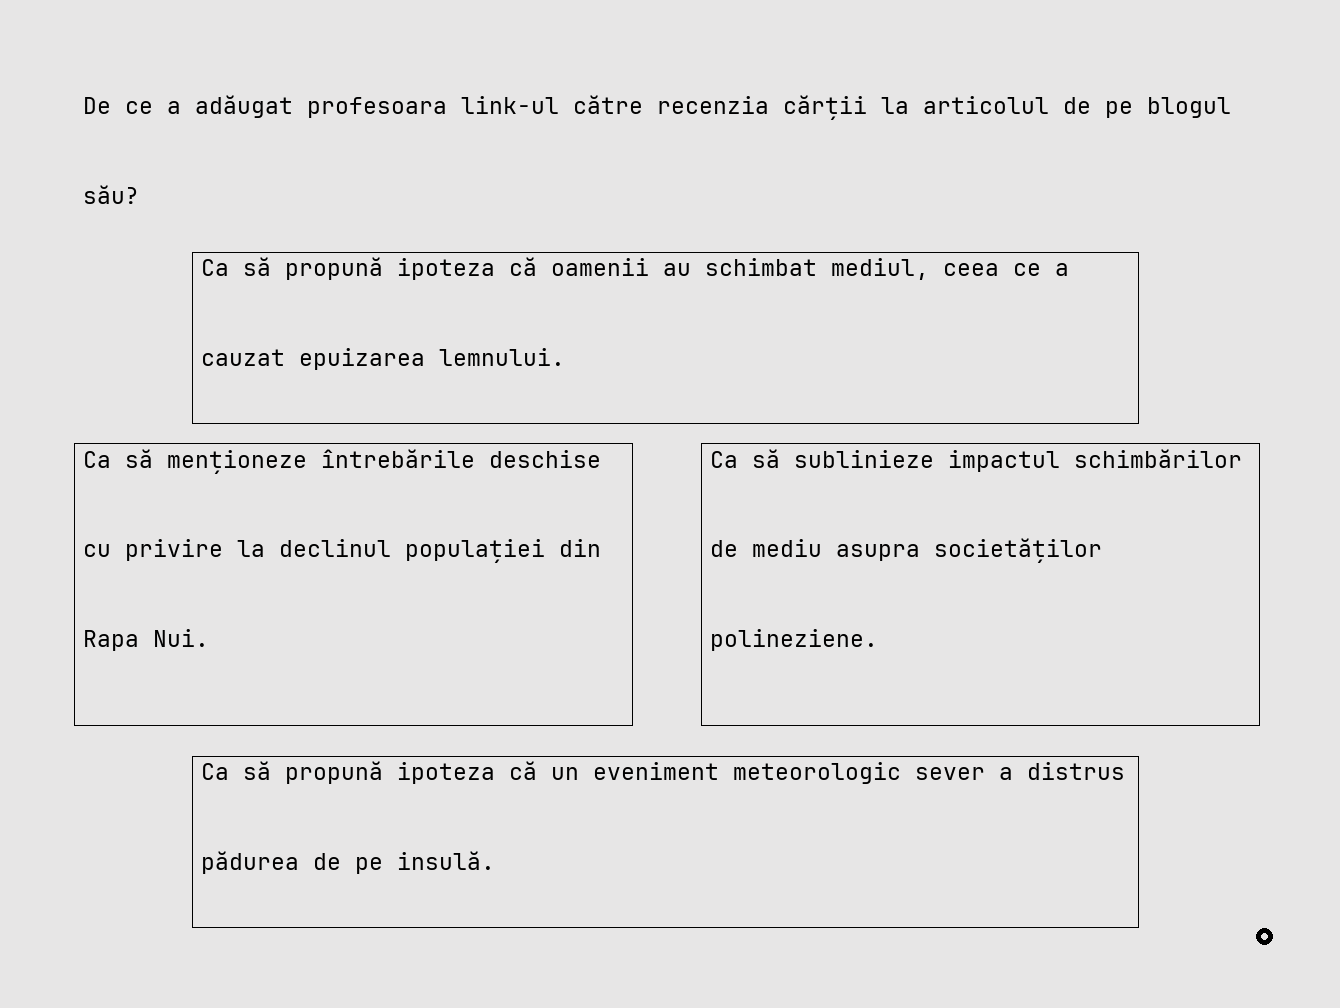 De ce a adăugat profesoara link-ul către recenzia cărții la articolul de pe blogul
său?
Ca să propună ipoteza că oamenii au schimbat mediul, ceea ce a
cauzat epuizarea lemnului.
Ca să menționeze întrebările deschise
cu privire la declinul populației din
Rapa Nui.
Ca să sublinieze impactul schimbărilor
de mediu asupra societăților
polineziene.
Ca să propună ipoteza că un eveniment meteorologic sever a distrus
pădurea de pe insulă.